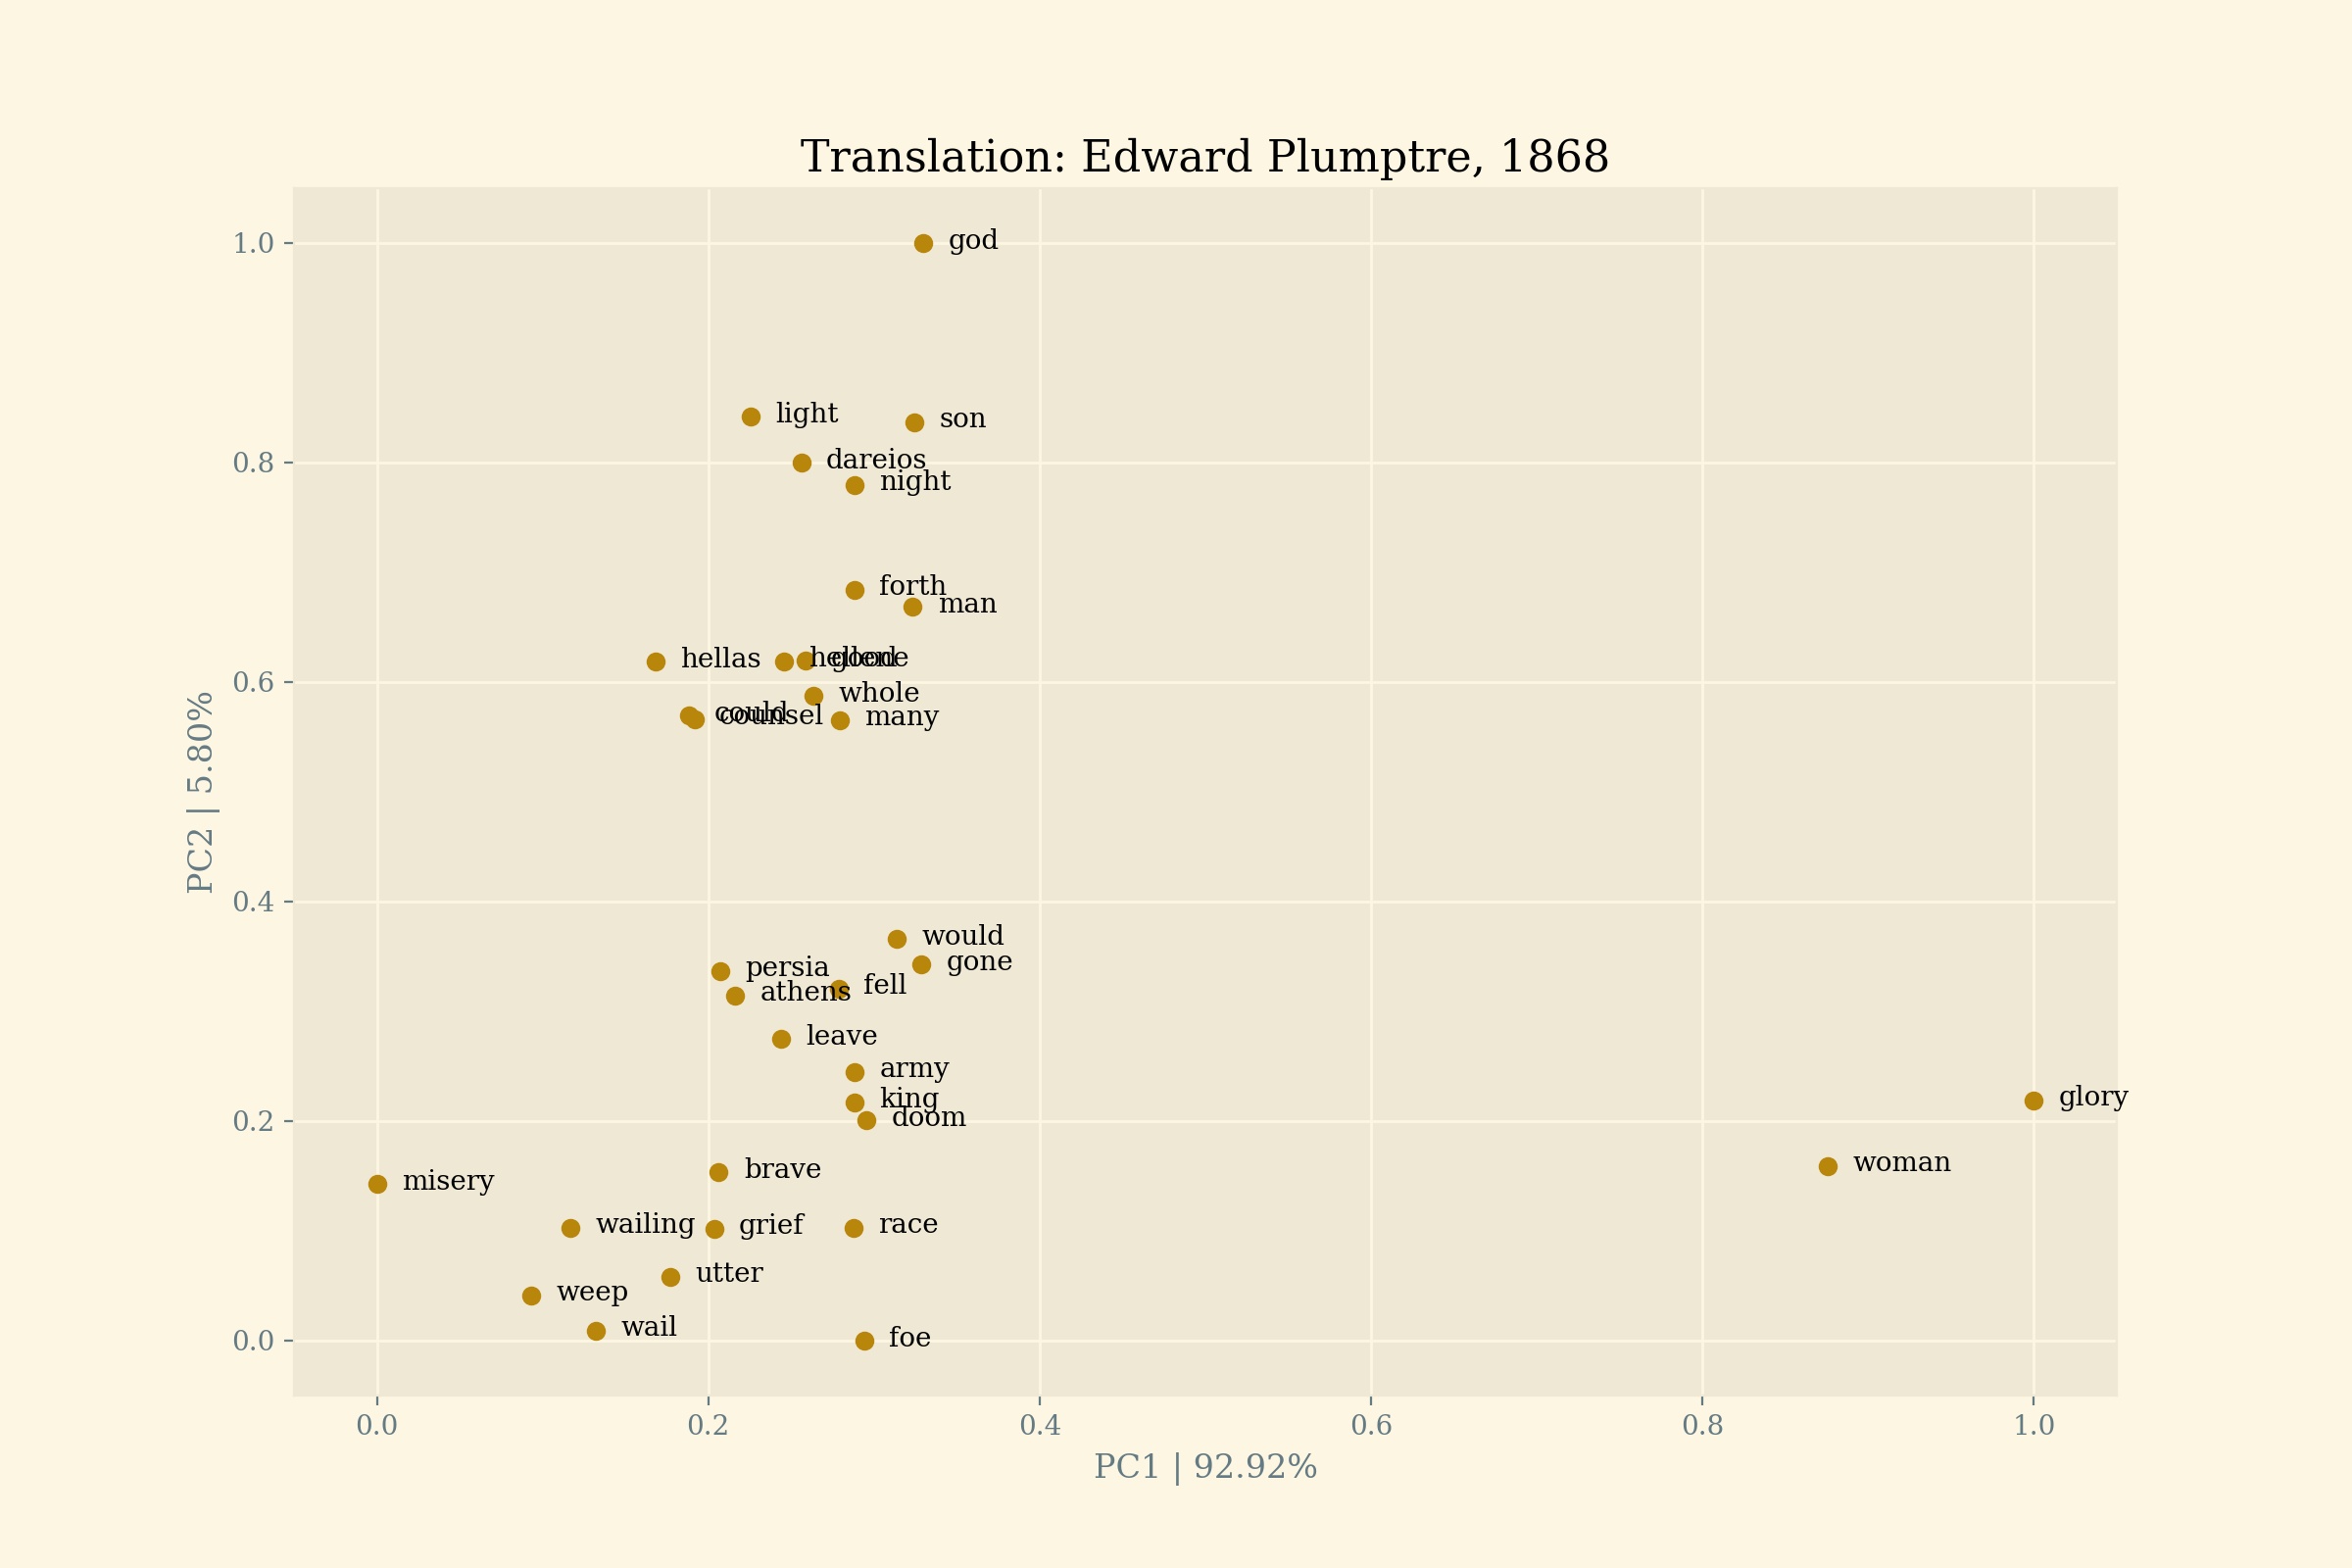 Translation: Edward Plumptre, 1868
1.0
god
light
son
0.8
dareios
night
forth
man
hellas
hellene
good
0.6
whole
could
counsel
many
PC2 | 5.80%
0.4
would
gone
persia
fell
athens
leave
army
king
glory
0.2
doom
woman
brave
misery
wailing
grief
race
utter
weep
wail
0.0
foe
0.0 0.2 0.4 0.6 0.8 1.0
PC1 | 92.92%